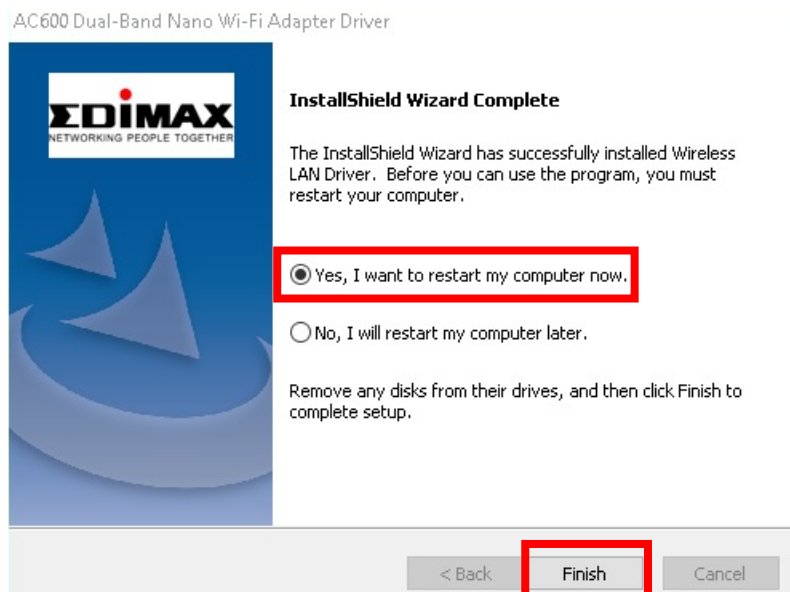 AC600 Dual-Band Nano Wi-Fi Adapter Driver
EDIMAX
NETWORKING PEOPLE TOGETHER
InstallShield Wizard Complete
The InstallShield Wizard has successfully installed Wireless
LAN Driver. Before you can use the program, you must
restart your computer.
Yes, I want to restart my computer now.
No, I will restart my computer later.
Remove any disks from their drives, and then click Finish to
complete setup.
< Back Finish Cancel